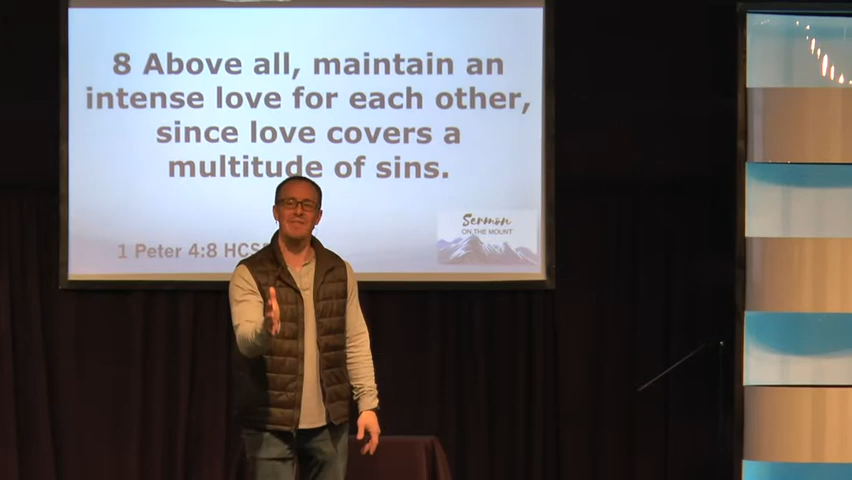 8 Above all, maintain an
intense love for each other,
since love covers a
multitude of sins.
Sermon
ON THE MOUNT
1 Peter 4:8